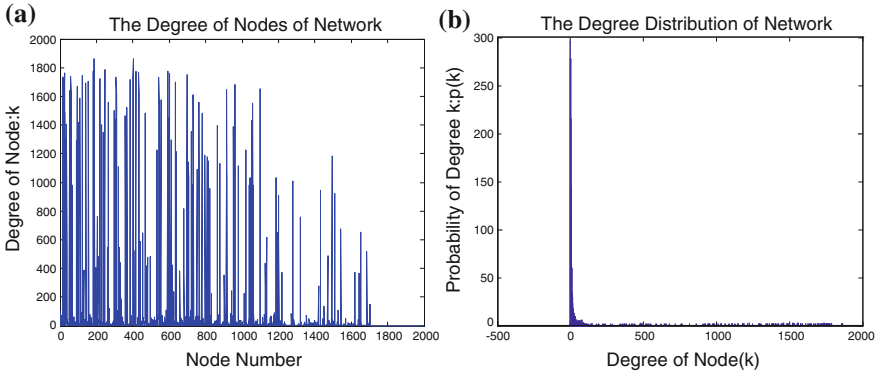 (a)
The Degree of Nodes of Network
2000
1800
1600
1400
1200
1000
800
600
400
200
0
0 200 400 600 800 1000 1200 1400 1600 1800 2000
Degree of Node:k
Node Number
(b)
The Degree Distribution of Network
300
250
200
150
100
50
0
-500 0 500 1000 1500 2000
Probability of Degree k:p(k)
Degree of Node(k)